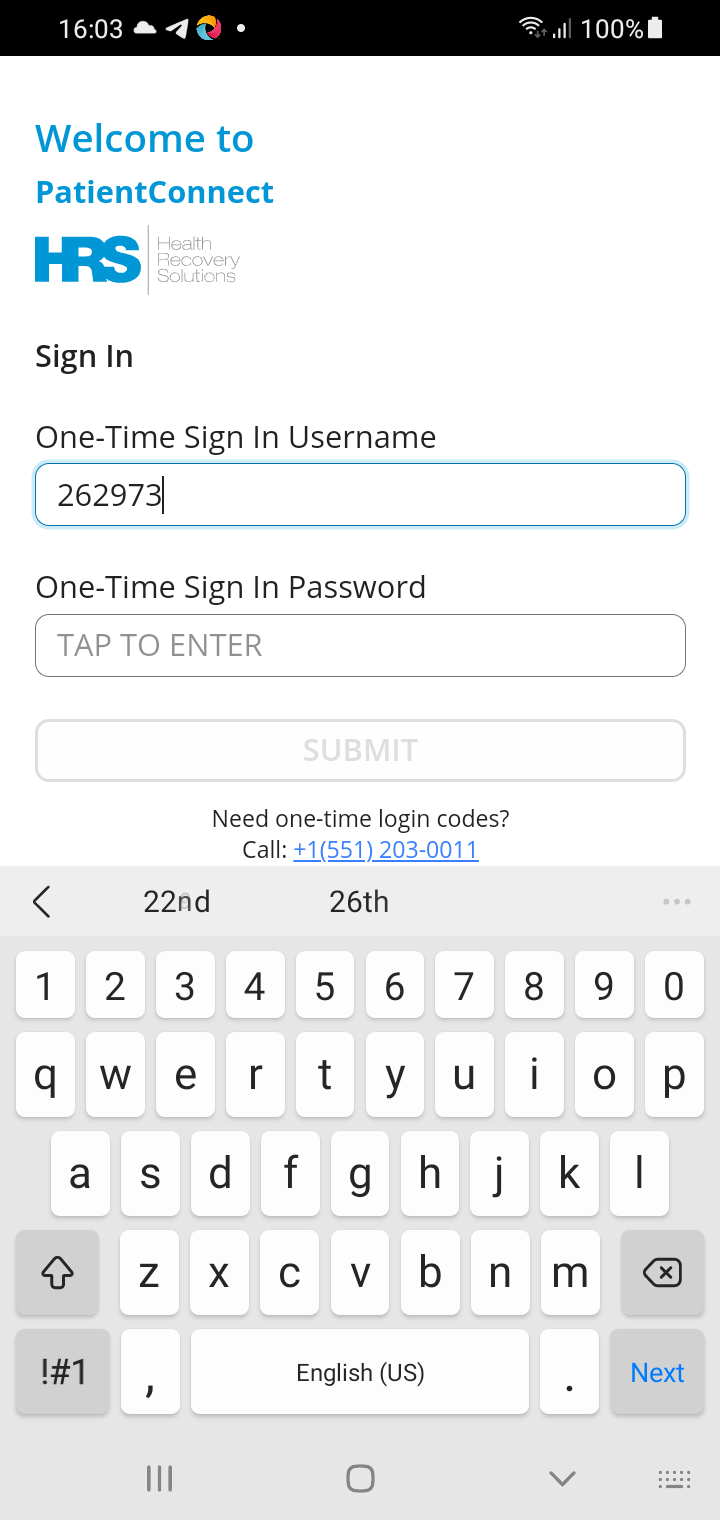 16:03 100%
Welcome to
PatientConnect
HRS Health
Recovery
Solutions
Sign In
One-Time Sign In Username
262973
One-Time Sign In Password
TAP TO ENTER
SUBMIT
Need one-time login codes?
Call: +1(551) 203-0011
22nd 26th
1 2 3 4 5 6 7 8 9 0
q w e r t y u i o p
a s d f g h j k l
z x c v b n m
!#1 , English (US) . Next